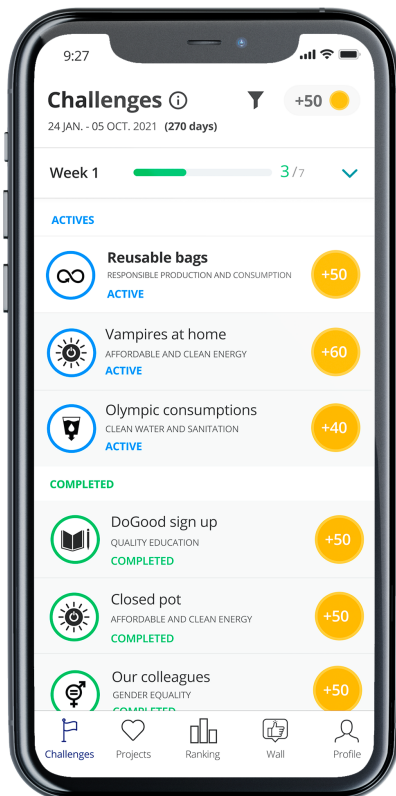 9:27
Challenges
+50
24 JAN. - 05 OCT. 2021 (270 days)
Week 1 3/7
ACTIVES
Reusable bags
RESPONSIBLE PRODUCTION AND CONSUMPTION
ACTIVE
+50
Vampires at home
AFFORDABLE AND CLEAN ENERGY
ACTIVE
+60
Olympic consumptions
CLEAN WATER AND SANITATION
ACTIVE
+40
COMPLETED
DoGood sign up
QUALITY EDUCATION
COMPLETED
+50
Closed pot
AFFORDABLE AND CLEAN ENERGY
COMPLETED
+50
Our colleagues
GENDER EQUALITY
COMPLETED
+50
Challenges Projects Ranking Wall Profile